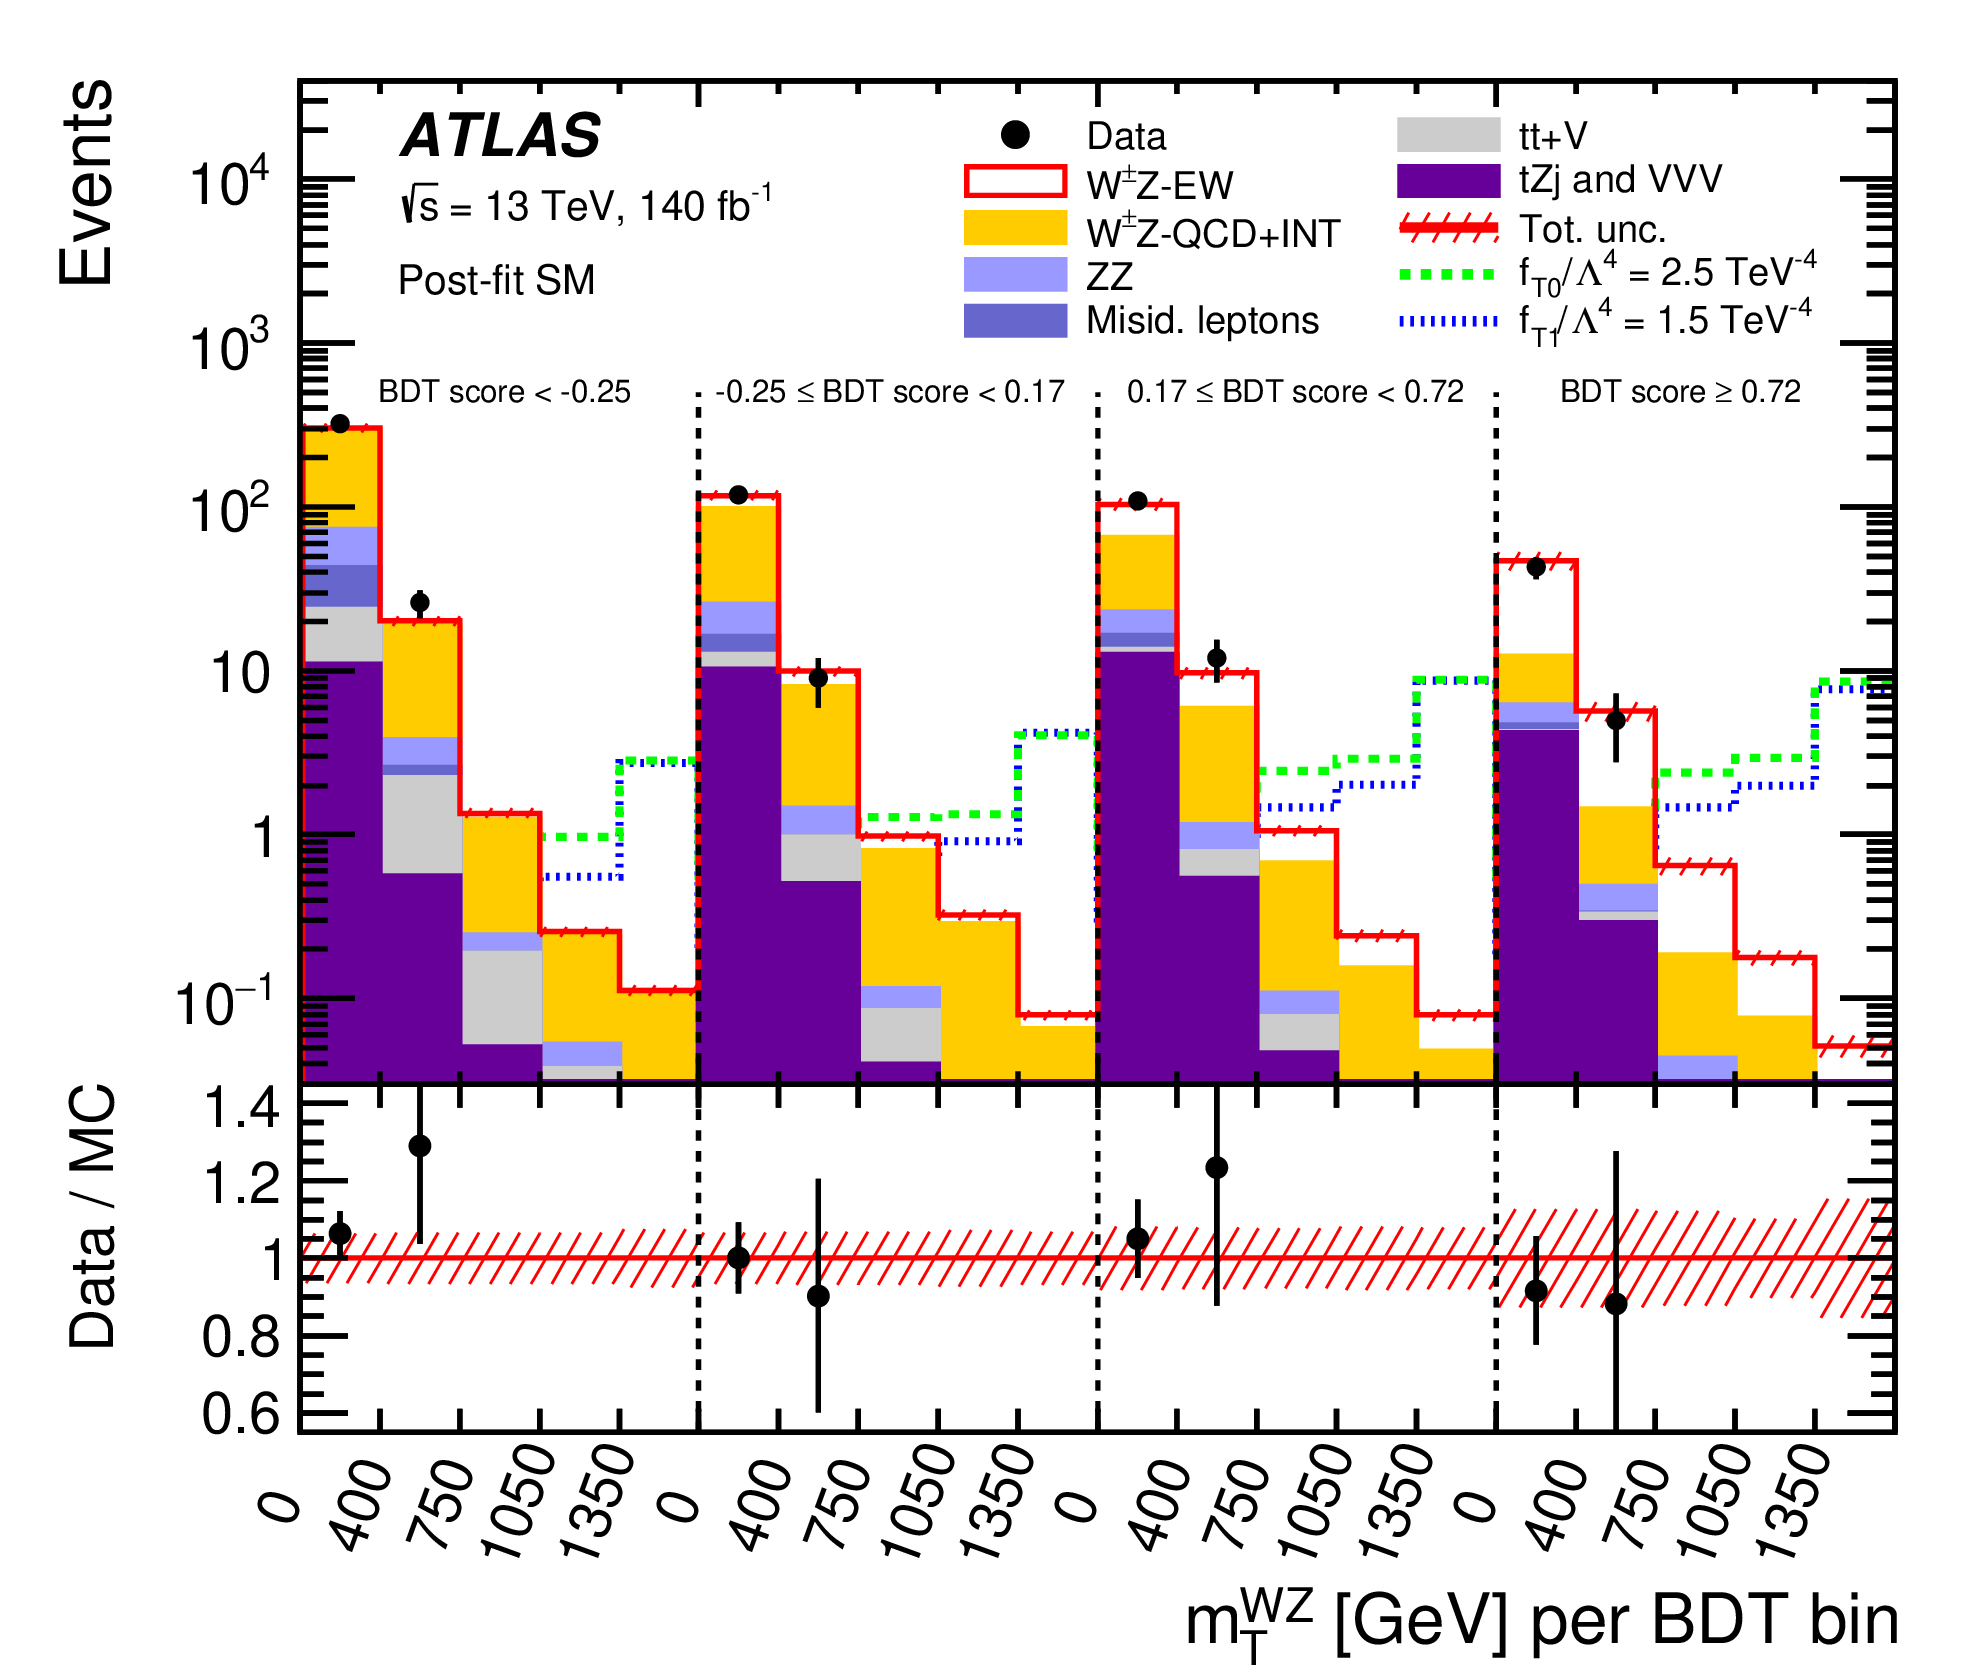 Events
ATLAS
√s = 13 TeV, 140 fb⁻¹
Post-fit SM
Data
W±Z-EW
W±Z-QCD+INT
ZZ
Misid. leptons
tt+V
tZj and VVV
Tot. unc.
f_T0/Λ⁴ = 2.5 TeV⁻⁴
f_T1/Λ⁴ = 1.5 TeV⁻⁴
BDT score < -0.25
-0.25 ≤ BDT score < 0.17
0.17 ≤ BDT score < 0.72
BDT score ≥ 0.72
10⁴
10³
10²
10
1
10⁻¹
Data / MC
1.4
1.2
1
0.8
0.6
0 400 750 1050 1350 0 400 750 1050 1350 0 400 750 1050 1350 0 400 750 1050 1350
m_T^WZ [GeV] per BDT bin